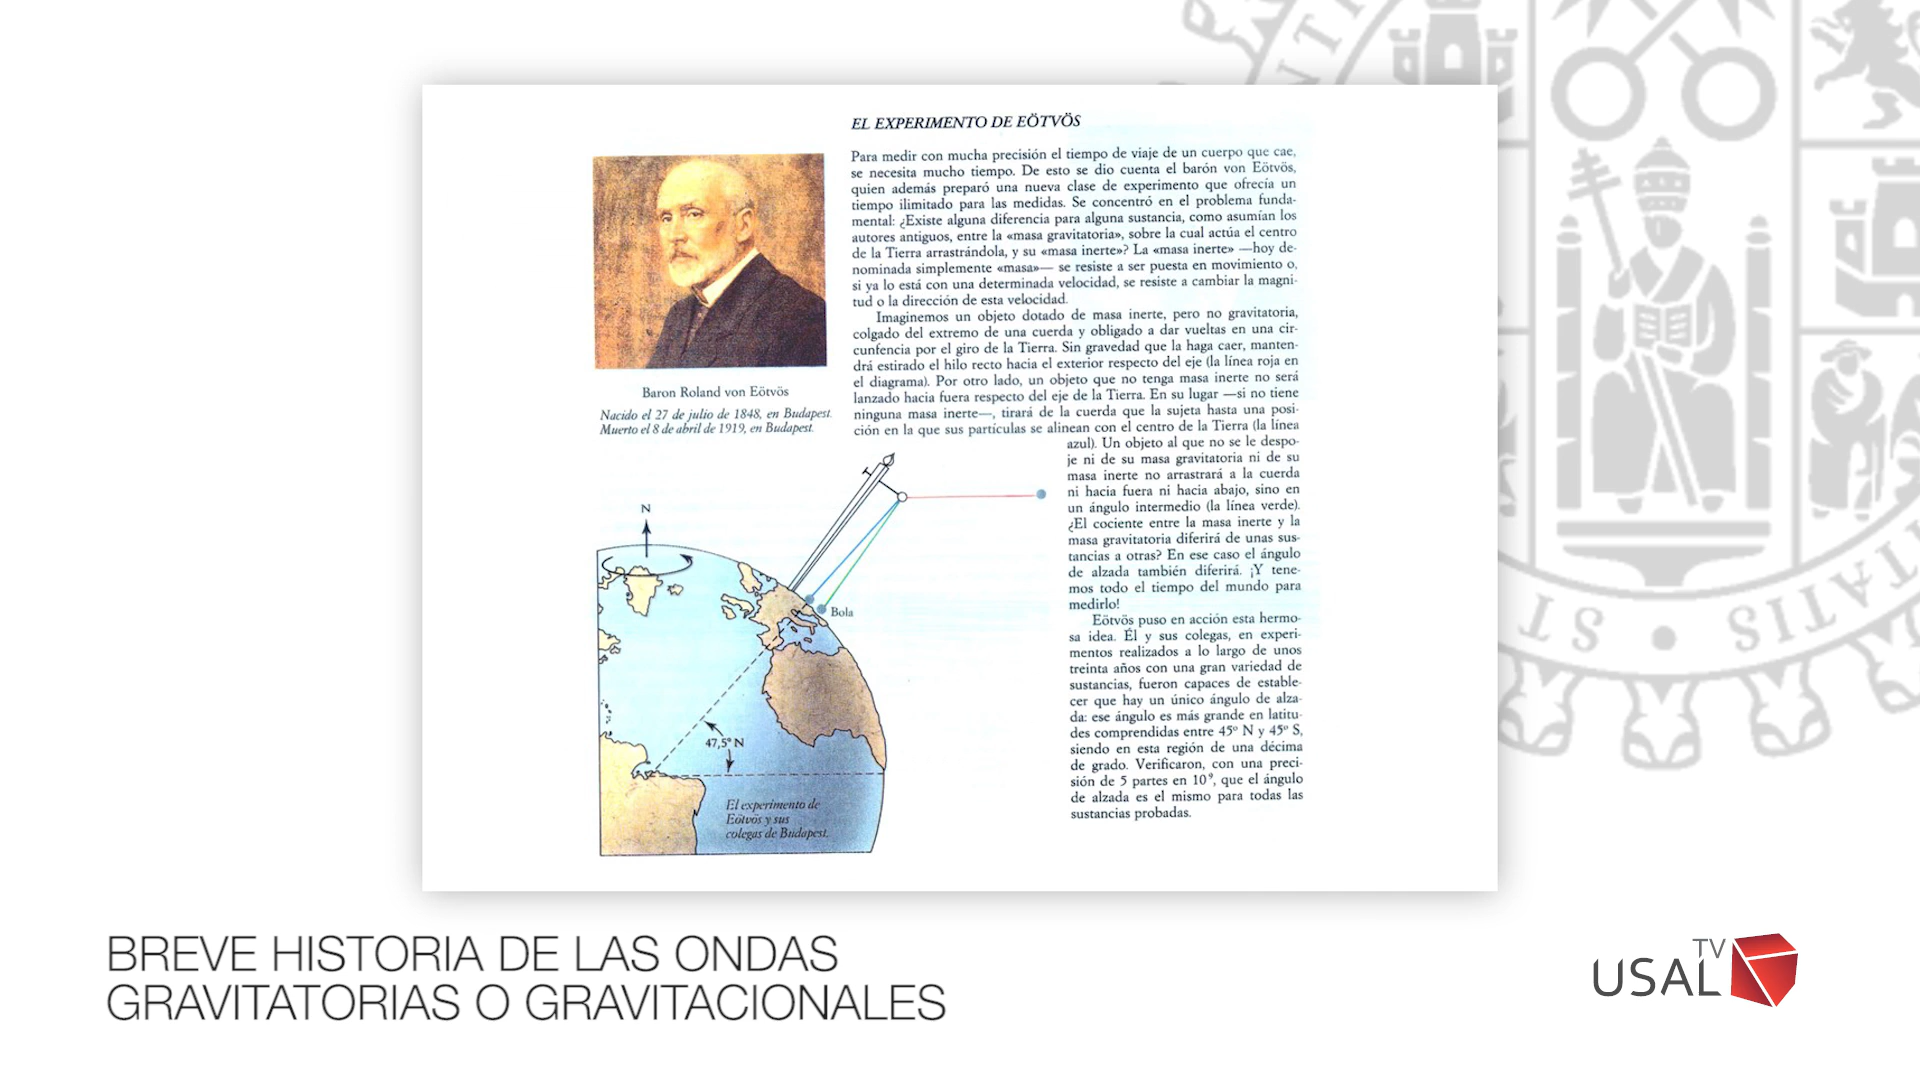 EL EXPERIMENTO DE EÖTVÖS
Para medir con mucha precisión el tiempo de viaje de un cuerpo que cae,
se necesita mucho tiempo. De esto se dio cuenta el barón von Eötvös,
quien además preparó una nueva clase de experimento que ofrecía un
tiempo ilimitado para las medidas. Se concentró en el problema funda-
mental: ¿Existe alguna diferencia para alguna sustancia, como asumían los
autores antiguos, entre la «masa gravitatoria», sobre la cual actúa el centro
de la Tierra arrastrándola, y su «masa inerte»? La «masa inerte» —hoy de-
nominada simplemente «masa»— se resiste a ser puesta en movimiento o,
si ya lo está con una determinada velocidad, se resiste a cambiar la magni-
tud o la dirección de esta velocidad.
Imaginemos un objeto dotado de masa inerte, pero no gravitatoria,
colgado del extremo de una cuerda y obligado a dar vueltas en una cir-
cunfencia por el giro de la Tierra. Sin gravedad que la haga caer, manten-
drá estirado el hilo recto hacia el exterior respecto del eje (la línea roja en
el diagrama). Por otro lado, un objeto que no tenga masa inerte no será
lanzado hacia fuera respecto del eje de la Tierra. En su lugar —si no tiene
ninguna masa inerte—, tirará de la cuerda que la sujeta hasta una posi-
ción en la que sus partículas se alinean con el centro de la Tierra (la línea
azul). Un objeto al que no se le despo-
je ni de su masa gravitatoria ni de su
masa inerte no arrastrará a la cuerda
ni hacia fuera ni hacia abajo, sino en
un ángulo intermedio (la línea verde).
¿El cociente entre la masa inerte y la
masa gravitatoria diferirá de unas sus-
tancias a otras? En ese caso el ángulo
de alzada también diferirá. ¡Y tene-
mos todo el tiempo del mundo para
medirlo!
Eötvös puso en acción esta hermo-
sa idea. Él y sus colegas, en experi-
mentos realizados a lo largo de unos
treinta años con una gran variedad de
sustancias, fueron capaces de estable-
cer que hay un único ángulo de alza-
da: ese ángulo es más grande en latitu-
des comprendidas entre 45º N y 45º S,
siendo en esta región de una décima
de grado. Verificaron, con una preci-
sión de 5 partes en 10⁹, que el ángulo
de alzada es el mismo para todas las
sustancias probadas.
Baron Roland von Eötvös
Nacido el 27 de julio de 1848, en Budapest.
Muerto el 8 de abril de 1919, en Budapest.
N
Bola
47,5º N
El experimento de
Eötvös y sus
colegas de Budapest.
BREVE HISTORIA DE LAS ONDAS
GRAVITATORIAS O GRAVITACIONALES
USAL TV